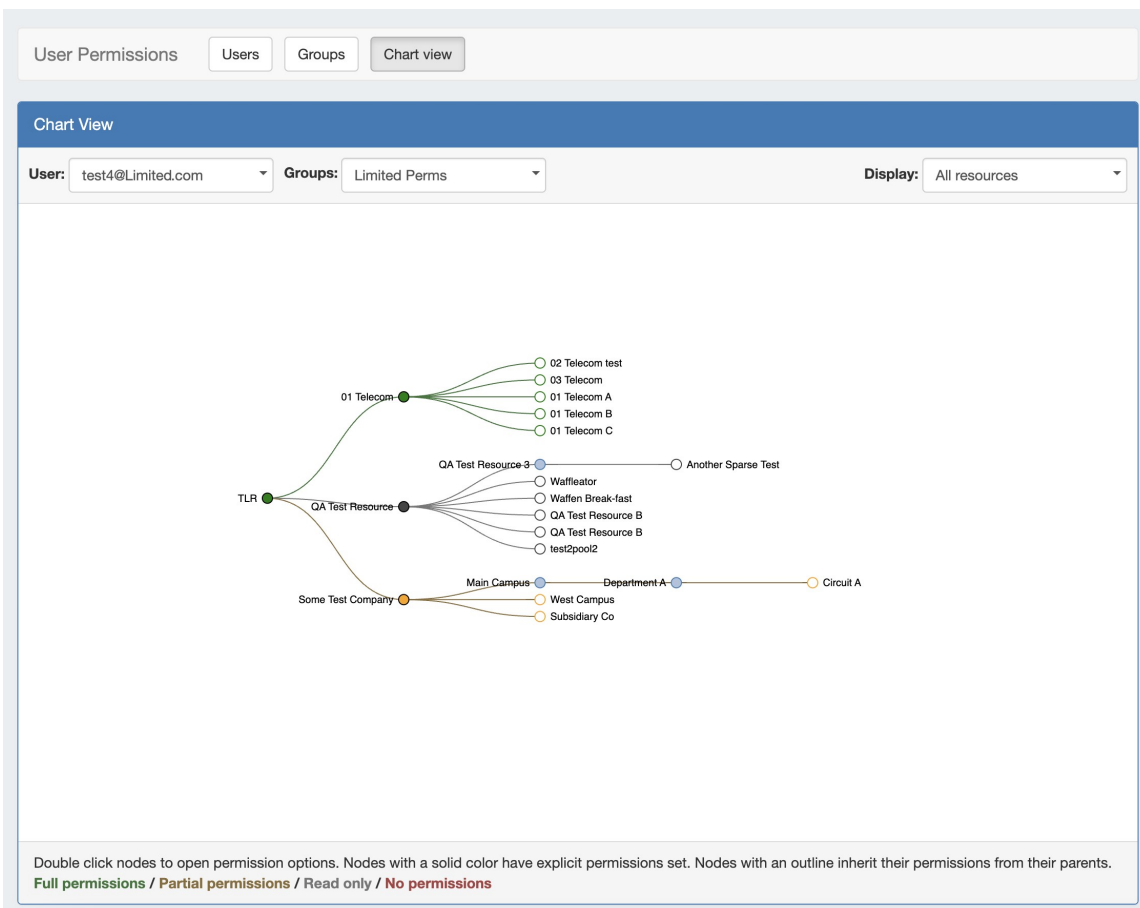 User Permissions Users Groups Chart view
Chart View
User: test4@Limited.com Groups: Limited Perms Display: All resources
02 Telecom test
03 Telecom
01 Telecom 01 Telecom A
01 Telecom B
01 Telecom C
QA Test Resource 3 Another Sparse Test
Waffleator
TLR Waffen Break-fast
QA Test Resource QA Test Resource B
QA Test Resource B
test2pool2
Main Campus Department A Circuit A
Some Test Company West Campus
Subsidiary Co
Double click nodes to open permission options. Nodes with a solid color have explicit permissions set. Nodes with an outline inherit their permissions from their parents.
Full permissions / Partial permissions / Read only / No permissions